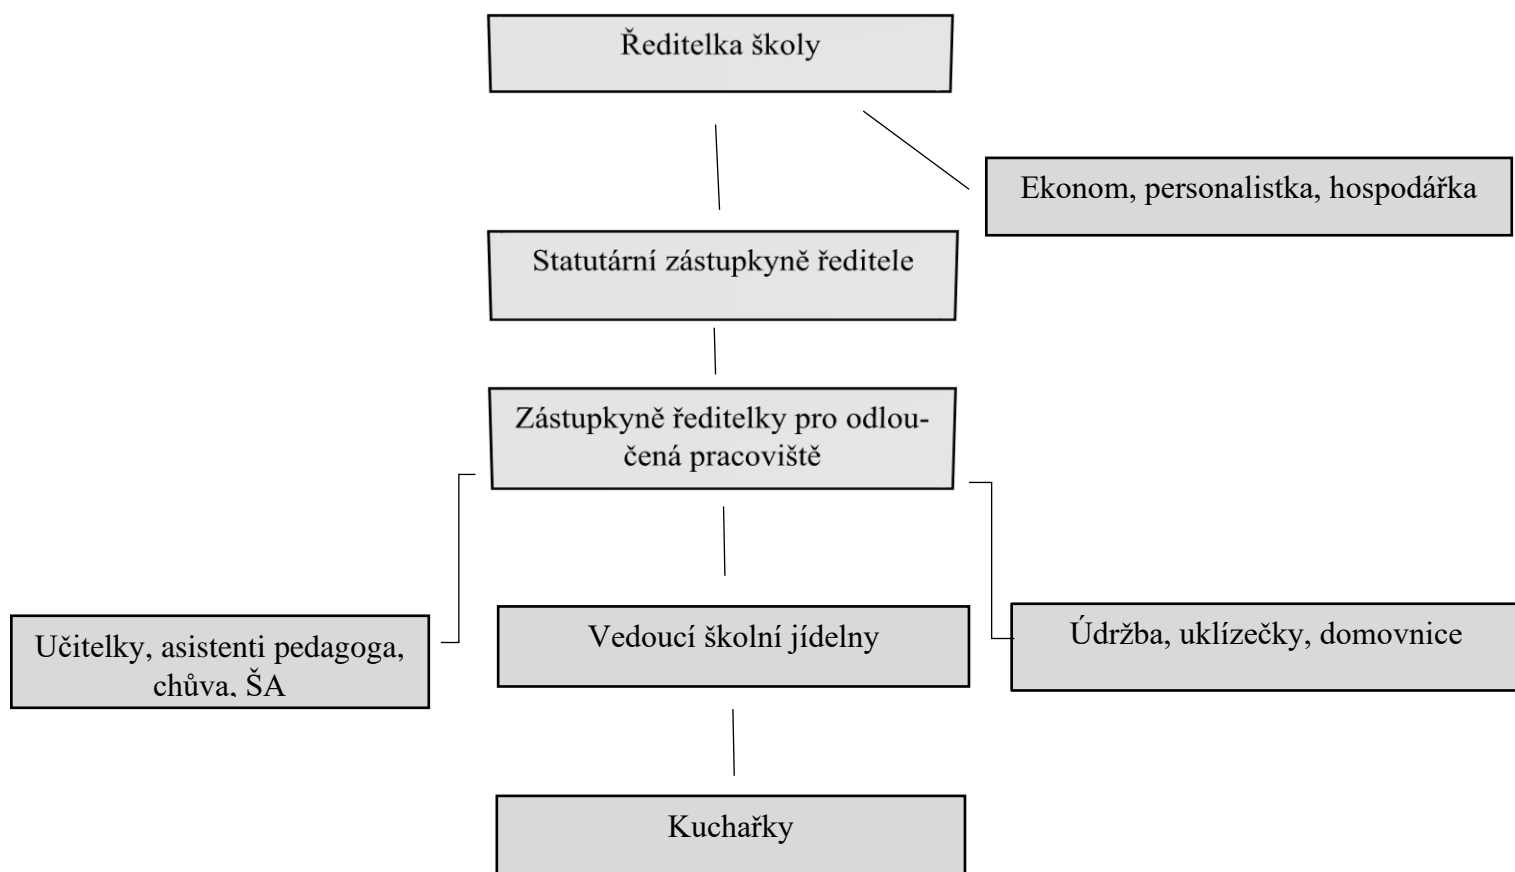 Ředitelka školy
Ekonom, personalistka, hospodářka
Statutární zástupkyně ředitele
Zástupkyně ředitelky pro odlou-
čená pracoviště
Učitelky, asistenti pedagoga,
chůva, ŠA
Vedoucí školní jídelny
Údržba, uklízečky, domovnice
Kuchařky